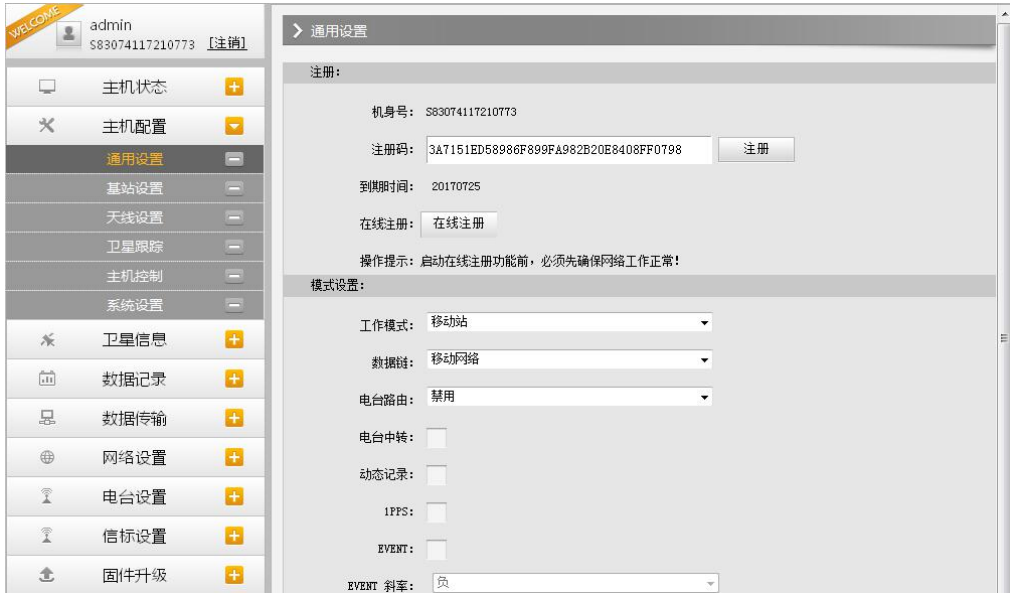 WELCOME
admin
S83074117210773 [注销]
主机状态
主机配置
通用设置
基站设置
天线设置
卫星跟踪
主机控制
系统设置
卫星信息
数据记录
数据传输
网络设置
电台设置
信标设置
固件升级
通用设置
注册:
机身号: S83074117210773
注册码: 3A7151ED58986F899FA982B20E8408FF0798 注册
到期时间: 20170725
在线注册: 在线注册
操作提示: 启动在线注册功能前, 必须先确保网络工作正常!
模式设置:
工作模式: 移动站
数据链: 移动网络
电台路由: 禁用
电台中转:
动态记录:
1PPS:
EVENT:
EVENT 斜率: 负